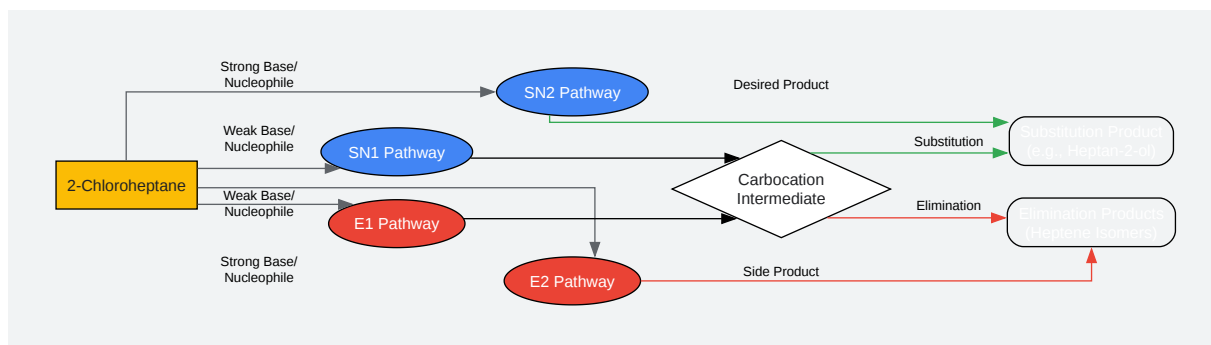 Strong Base/
Nucleophile
SN2 Pathway
Desired Product
Weak Base/
Nucleophile
SN1 Pathway
Substitution
Substitution Product
(e.g., Heptan-2-ol)
2-Chloroheptane
Carbocation
Intermediate
Weak Base/
Nucleophile
E1 Pathway
Elimination
Elimination Products
(Heptene Isomers)
Strong Base/
Nucleophile
E2 Pathway
Side Product